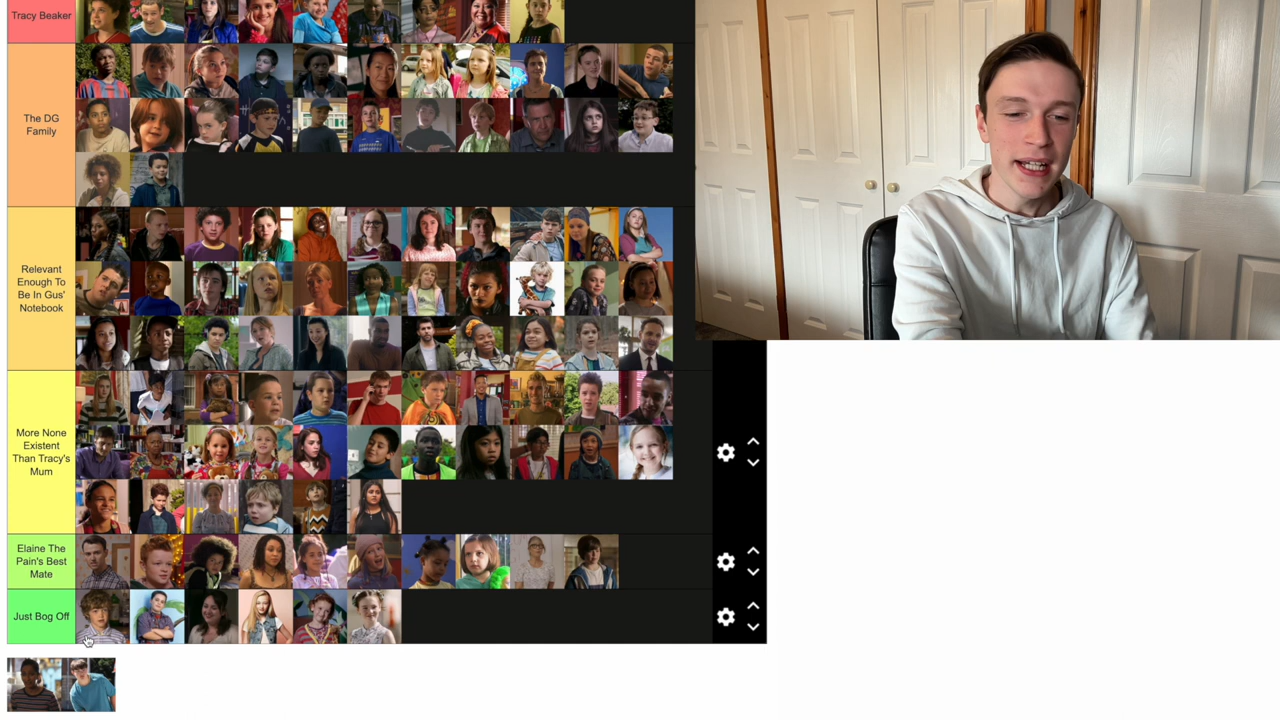 Tracy Beaker
The DG
Family
Relevant
Enough To
Be In Gus'
Notebook
More None
Existent
Than Tracy's
Mum
Elaine The
Pain's Best
Mate
Just Bog Off